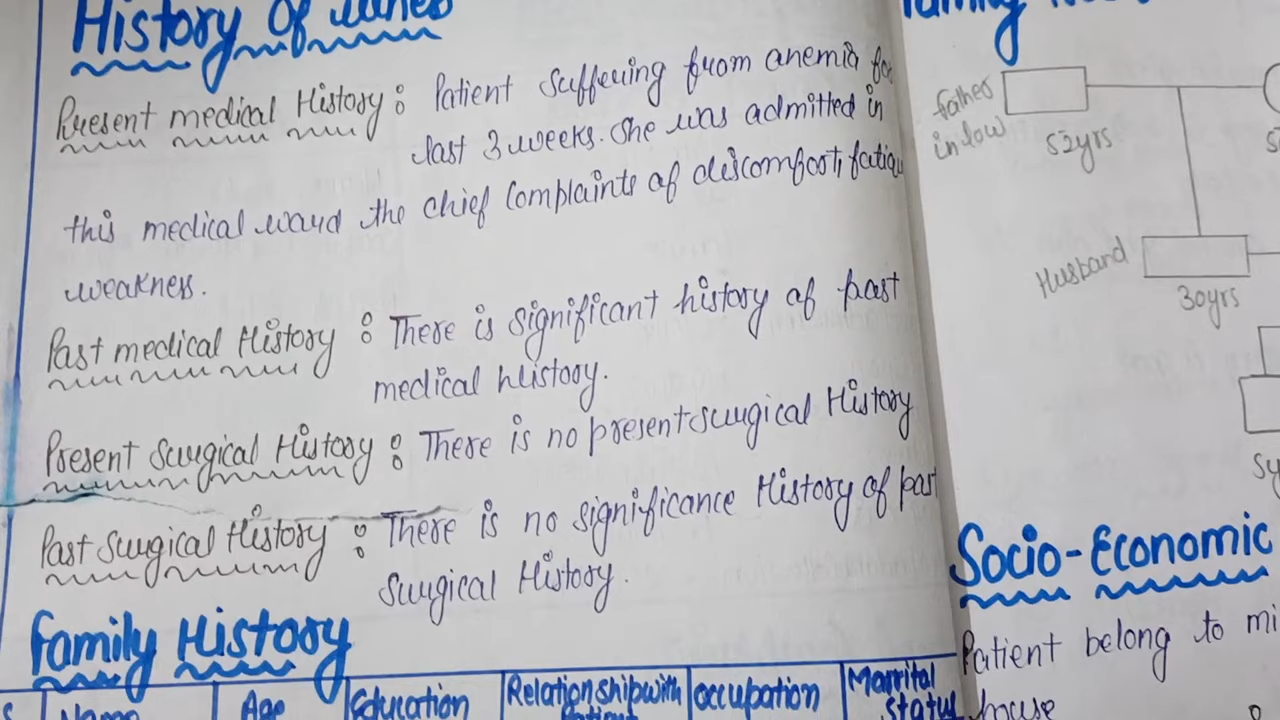 History of
Present medical History : Patient suffering from anemia for
last 3 weeks. She was admitted in
this medical ward the chief complaints of discomfort, fatigue
weakness.
Past medical History : There is significant history of past
medical history.
Present Surgical History : There is no present surgical History
Past Surgical History : There is no significance History of past
Surgical History.
Family History
Name
Age
Education
Relationship with
Patient
occupation
Marrital
status
father
in low
52yrs
Husband
30yrs
Socio-Economic
Patient belong to mi
house